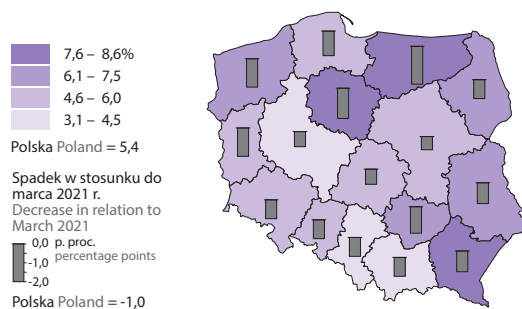 7,6 – 8,6%
6,1 – 7,5
4,6 – 6,0
3,1 – 4,5
Polska Poland = 5,4
Spadek w stosunku do
marca 2021 r.
Decrease in relation to
March 2021
0,0 p. proc.
-1,0 percentage points
-2,0
Polska Poland = -1,0